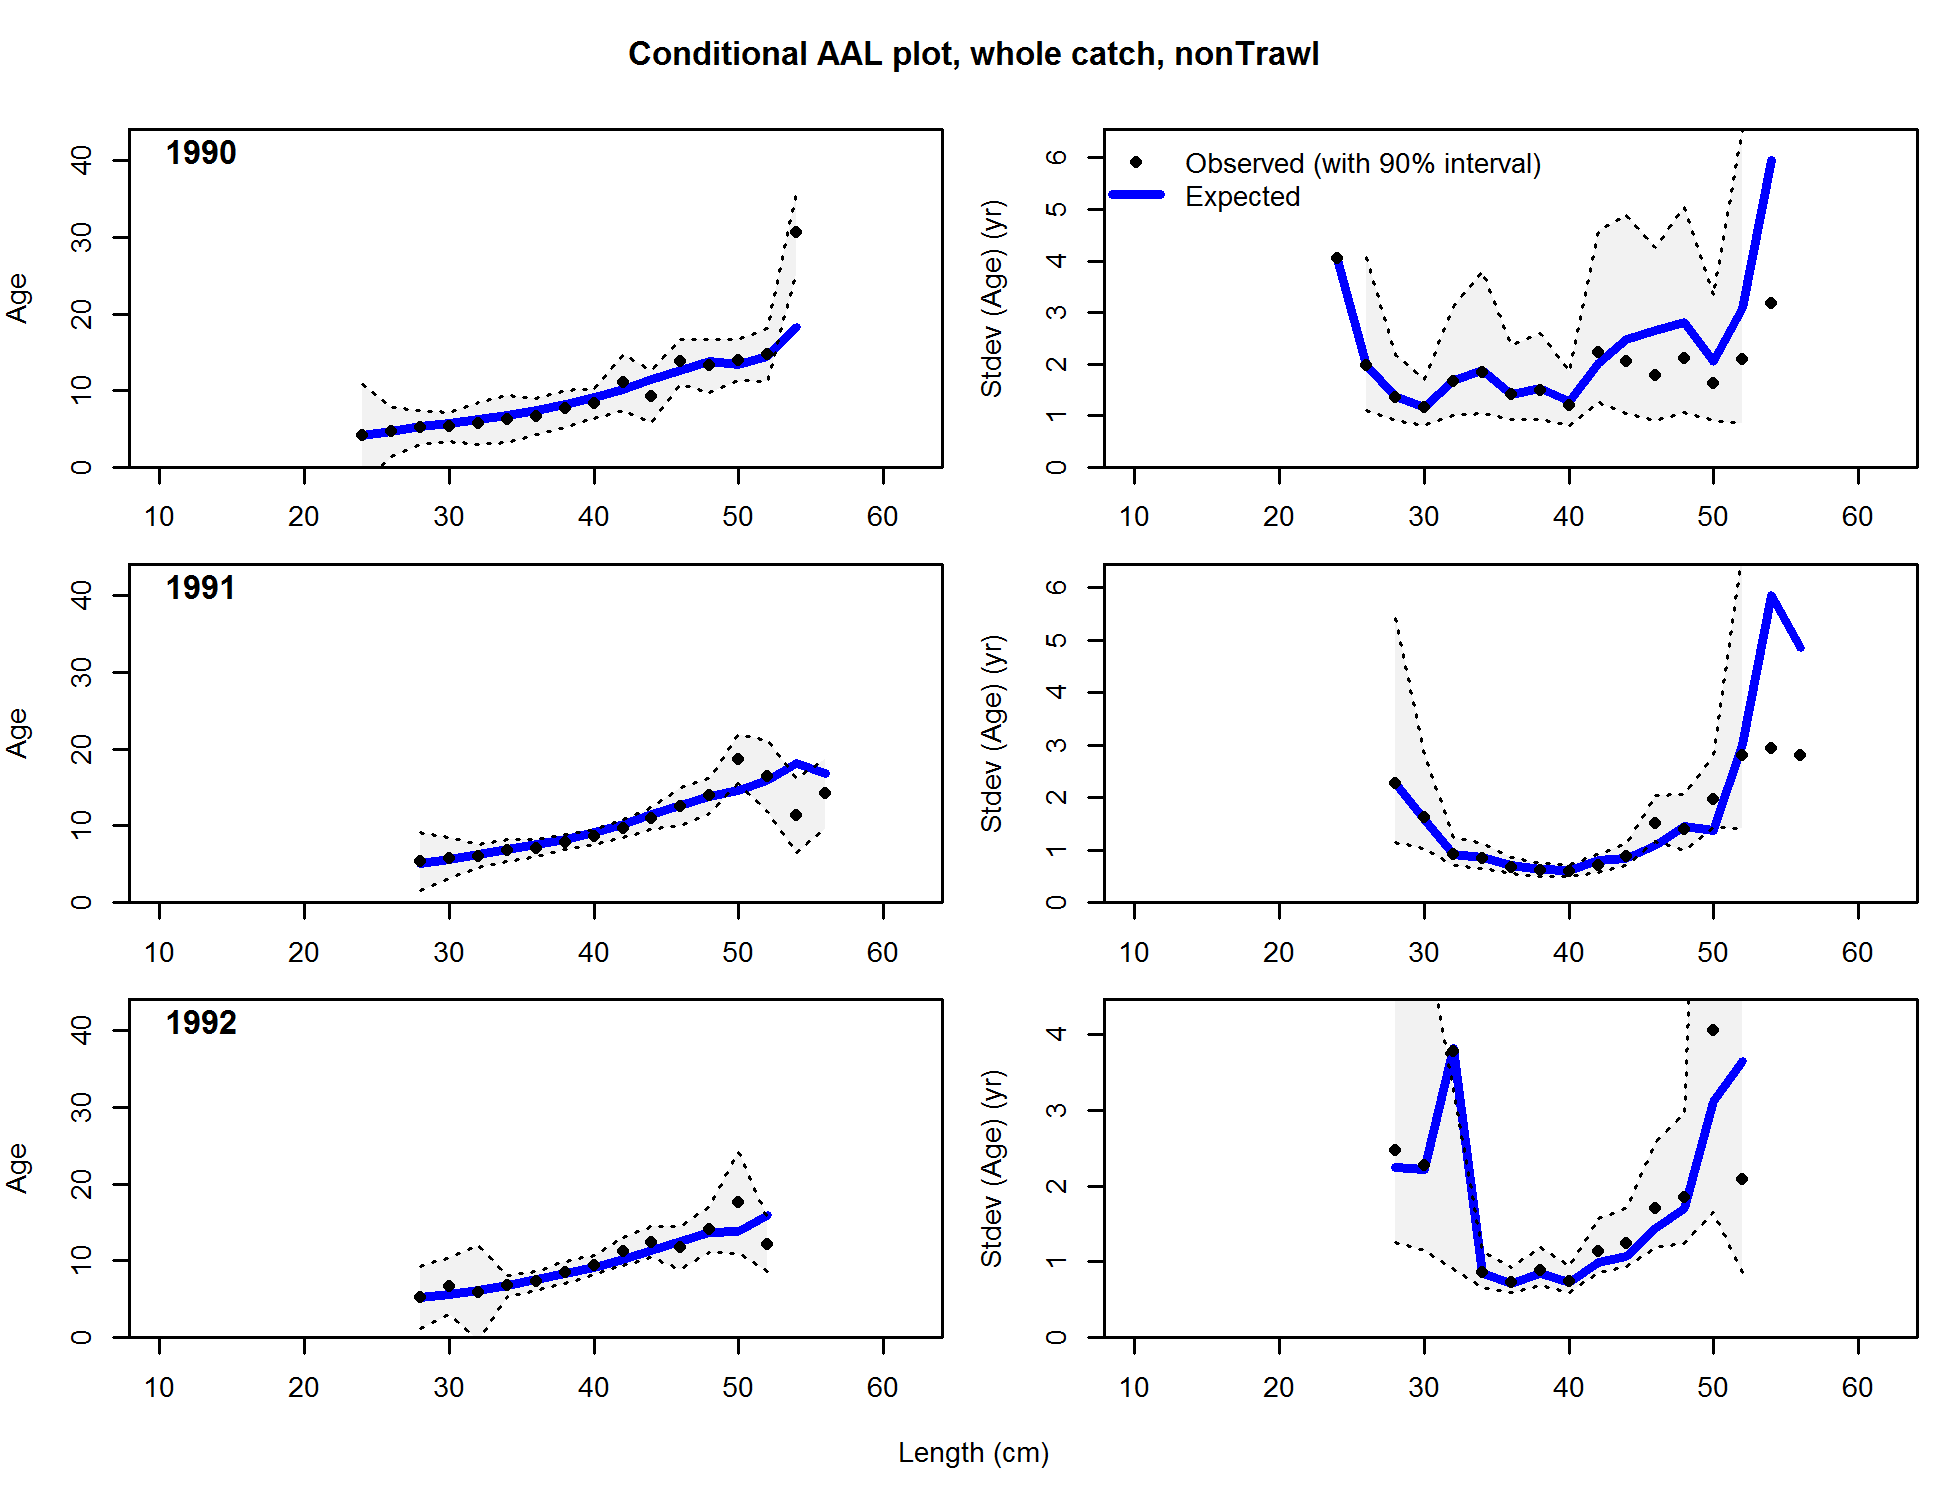 Conditional AAL plot, whole catch, nonTrawl
1990
Age
0 10 20 30 40
10 20 30 40 50 60
Observed (with 90% interval)
Expected
Stdev (Age) (yr)
0 1 2 3 4 5 6
10 20 30 40 50 60
1991
Age
0 10 20 30 40
10 20 30 40 50 60
Stdev (Age) (yr)
0 1 2 3 4 5 6
10 20 30 40 50 60
1992
Age
0 10 20 30 40
10 20 30 40 50 60
Stdev (Age) (yr)
0 1 2 3 4
10 20 30 40 50 60
Length (cm)